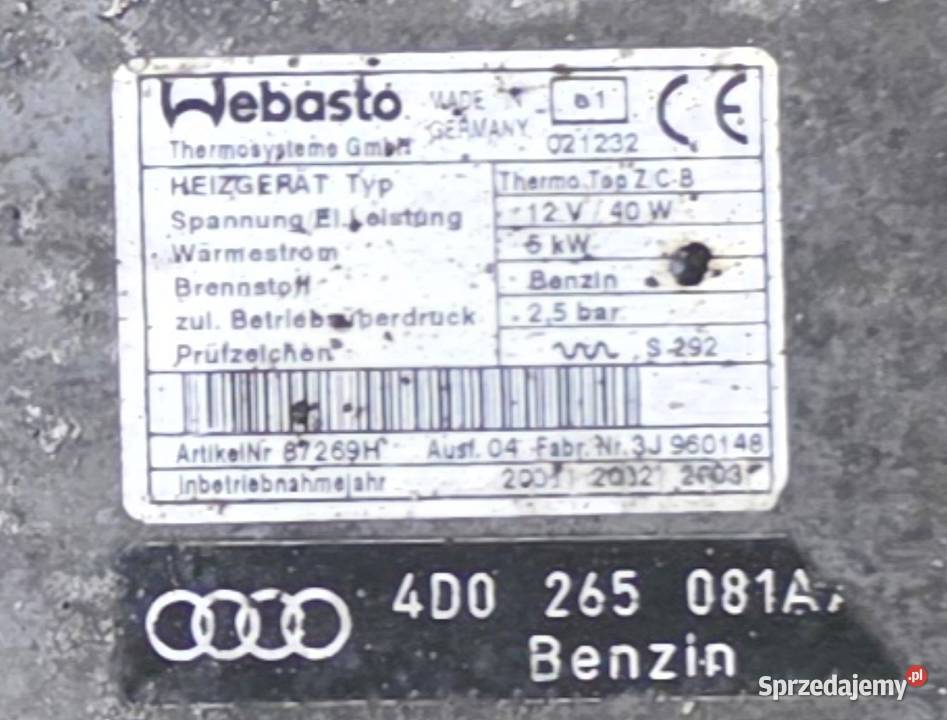 Webasto MADE IN GERMANY e1 CE
Thermosysteme GmbH 021232
HEIZGERÄT Typ Thermo Top Z C-B
Spannung/El.Leistung 12 V / 40 W
Wärmestrom 5 kW
Brennstoff Benzin
zul. Betriebsüberdruck 2,5 bar
Prüfzeichen S 292
ArtikelNr 87269H Ausf. 04 Fabr. Nr. 3J 960148
Inbetriebnahmejahr 2001 2002 2003
4D0 265 081A
Benzin
Sprzedajemy.pl